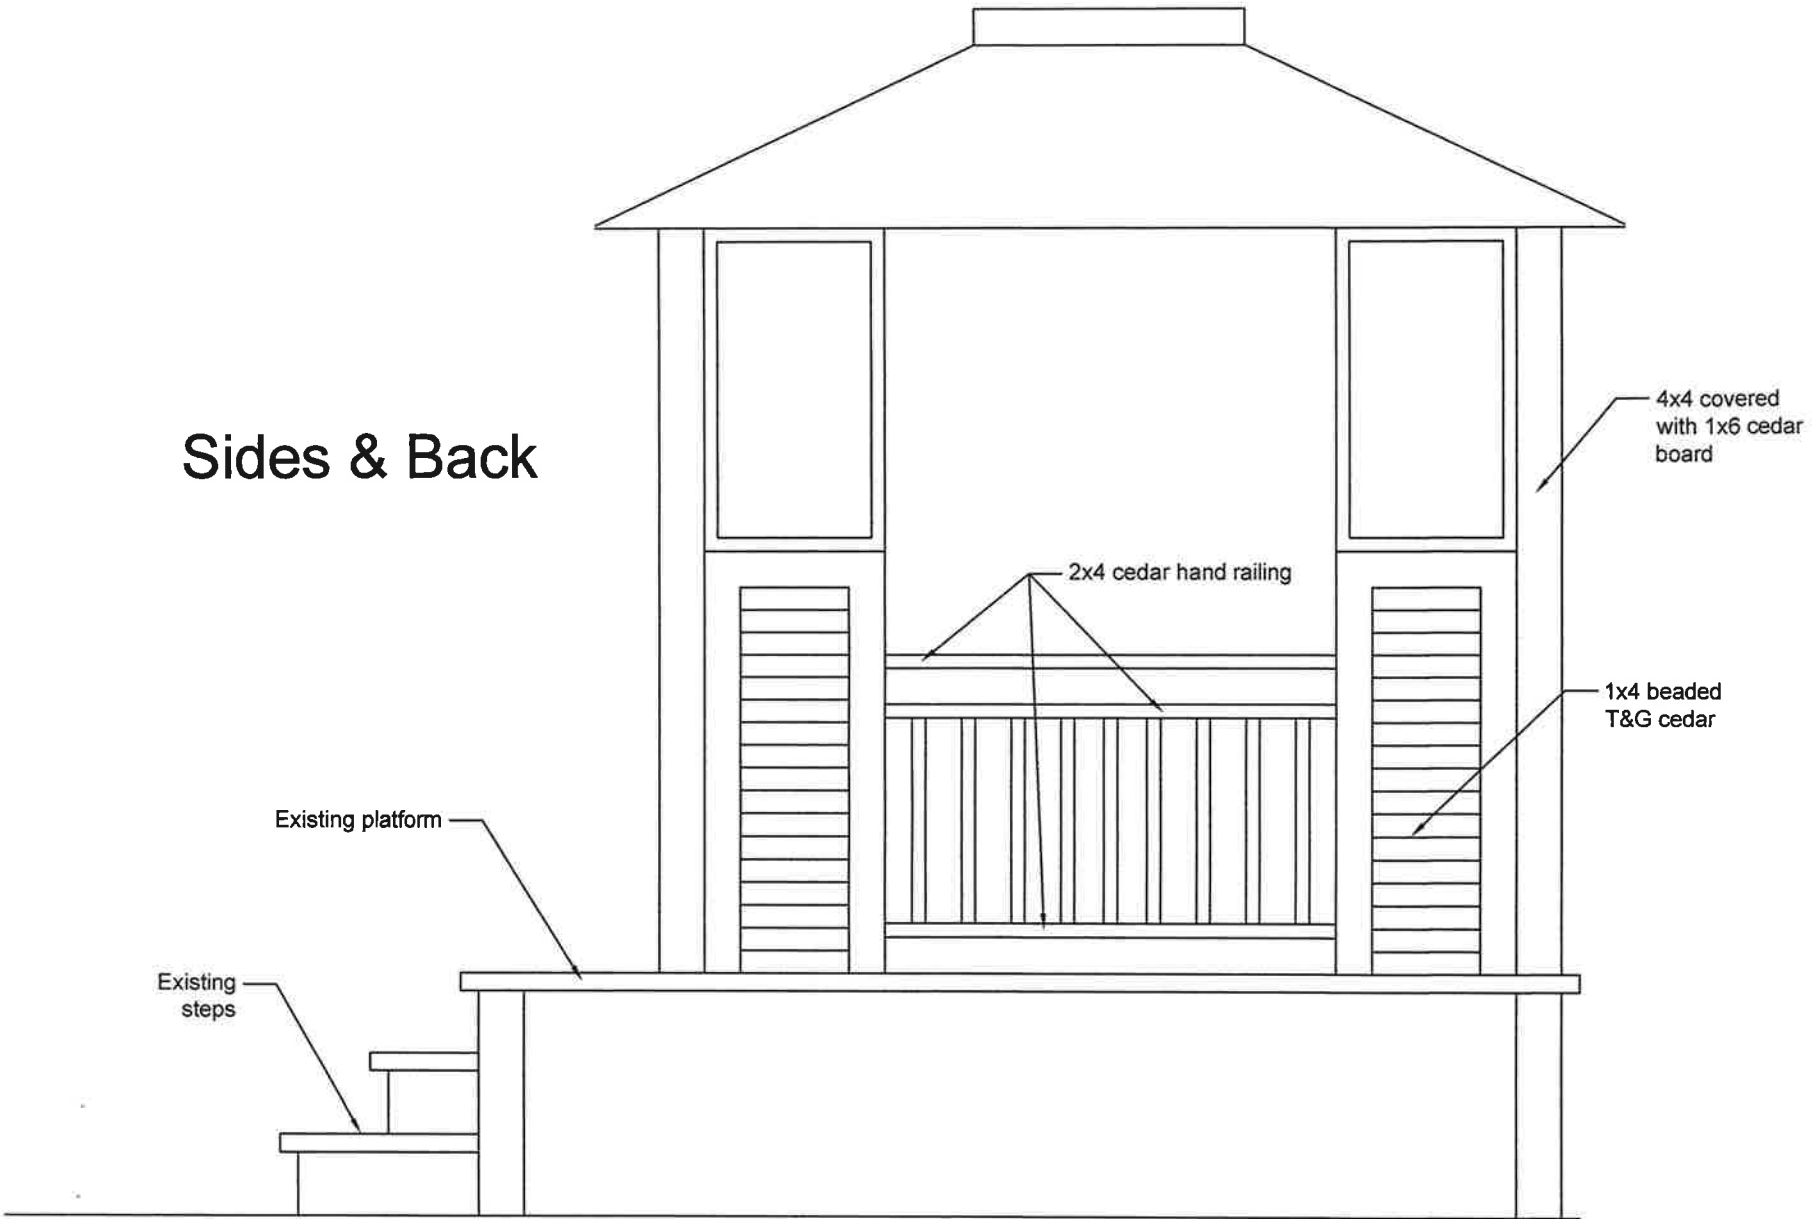 Sides & Back
4x4 covered
with 1x6 cedar
board
2x4 cedar hand railing
1x4 beaded
T&G cedar
Existing platform
Existing
steps